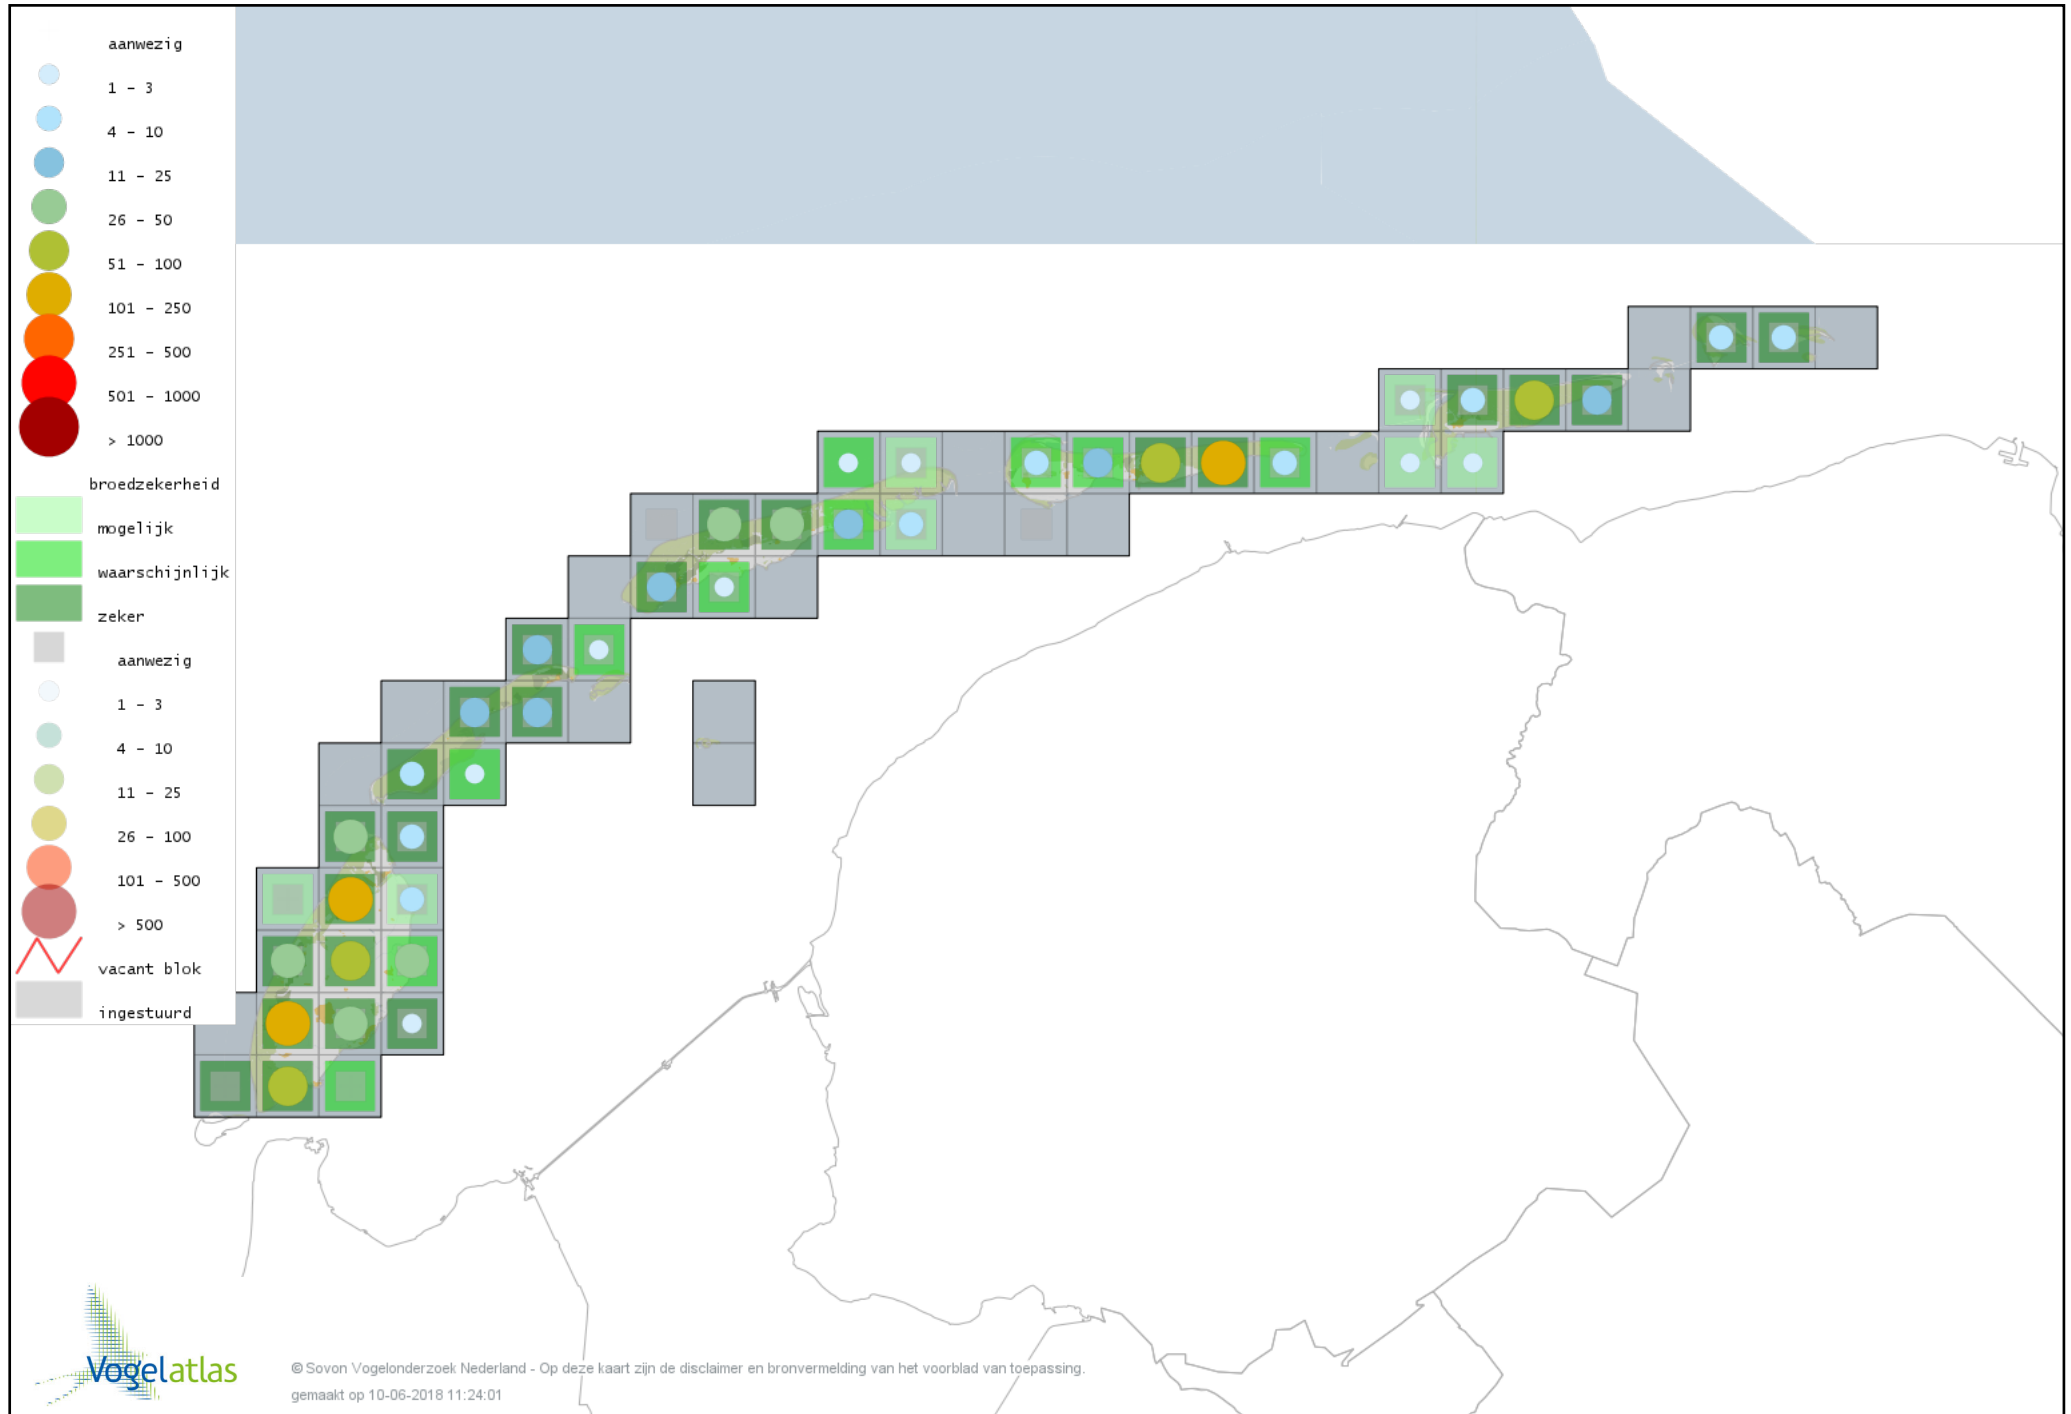 aanwezig
1 - 3
4 - 10
11 - 25
26 - 50
51 - 100
101 - 250
251 - 500
501 - 1000
> 1000
broedzekerheid
mogelijk
waarschijnlijk
zeker
aanwezig
1 - 3
4 - 10
11 - 25
26 - 100
101 - 500
> 500
vacant blok
ingestuurd
Vogelatlas
© Sovon Vogelonderzoek Nederland - Op deze kaart zijn de disclaimer en bronvermelding van het voorblad van toepassing.
gemaakt op 10-06-2018 11:24:01